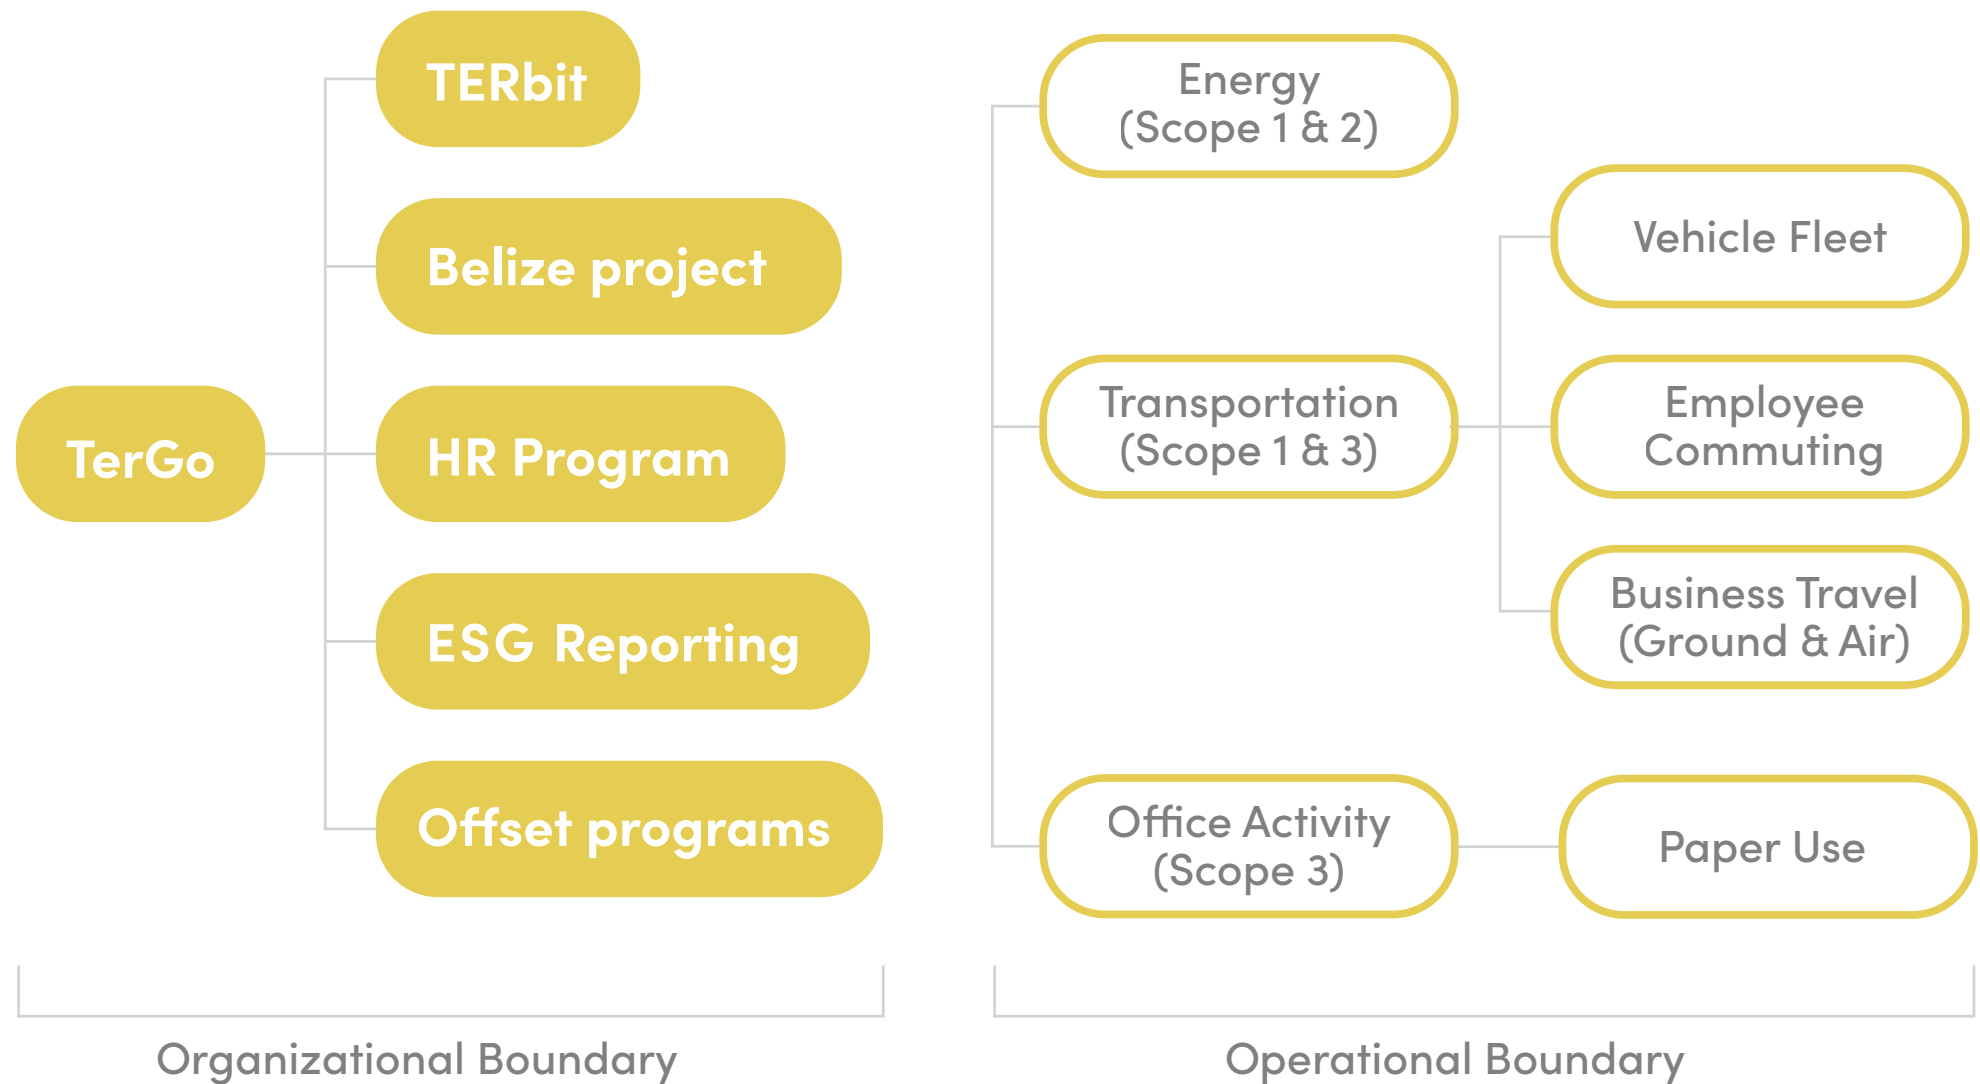 TerGo
TERbit
Belize project
HR Program
ESG Reporting
Offset programs
Organizational Boundary
Energy
(Scope 1 & 2)
Transportation
(Scope 1 & 3)
Vehicle Fleet
Employee
Commuting
Business Travel
(Ground & Air)
Office Activity
(Scope 3)
Paper Use
Operational Boundary